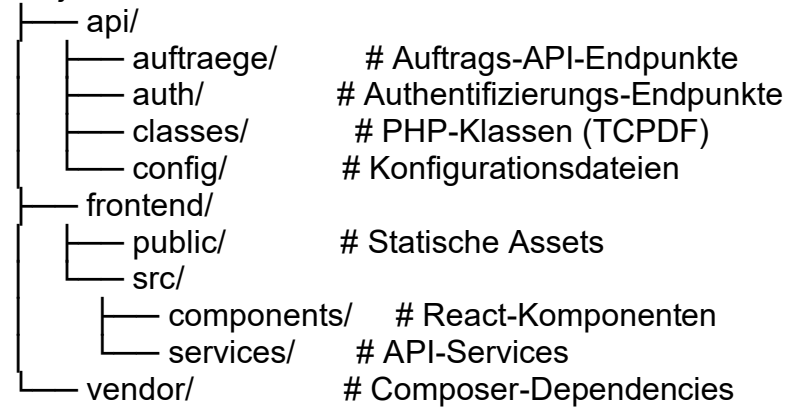 ├── api/
│   ├── auftraege/          # Auftrags-API-Endpunkte
│   ├── auth/               # Authentifizierungs-Endpunkte
│   ├── classes/            # PHP-Klassen (TCPDF)
│   └── config/             # Konfigurationsdateien
├── frontend/
│   ├── public/             # Statische Assets
│   └── src/
│       ├── components/     # React-Komponenten
│       └── services/       # API-Services
└── vendor/                 # Composer-Dependencies